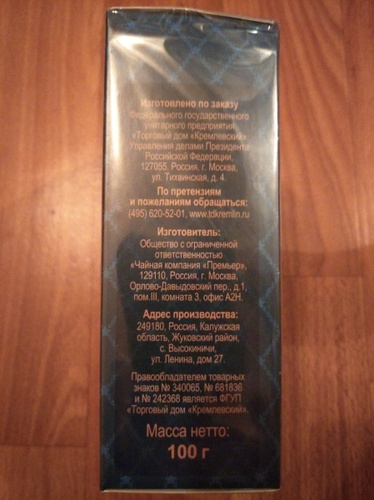 Изготовлено по заказу
Федерального государственного
унитарного предприятия
«Торговый дом «Кремлевский»
Управления делами Президента
Российской Федерации,
127055, Россия, г. Москва,
ул. Тихвинская, д. 4.
По претензиям
и пожеланиям обращаться:
(495) 620-52-01, www.tdkremlin.ru
Изготовитель:
Общество с ограниченной
ответственностью
«Чайная компания «Премьер»,
129110, Россия, г. Москва,
Орлово-Давыдовский пер., д.1,
пом.III, комната 3, офис А2Н.
Адрес производства:
249180, Россия, Калужская
область, Жуковский район,
с. Высокиничи,
ул. Ленина, дом 27.
Правообладателем товарных
знаков № 340065, № 681836
и № 242368 является ФГУП
«Торговый дом «Кремлевский».
Масса нетто:
100 г